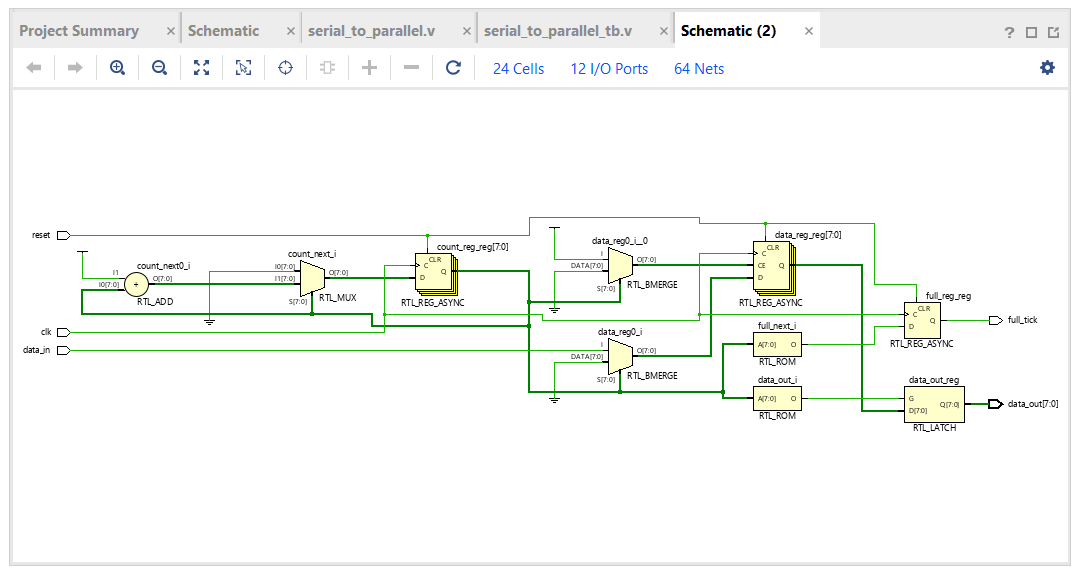 Project Summary × Schematic × serial_to_parallel.v × serial_to_parallel_tb.v × Schematic (2) × ?
24 Cells 12 I/O Ports 64 Nets
reset
clk
data_in
count_next0_i
I1
I0[7:0]
+
O[7:0]
RTL_ADD
count_next_i
I0[7:0]
I1[7:0]
S[7:0]
O[7:0]
RTL_MUX
count_reg_reg[7:0]
CLR
C
D
Q
RTL_REG_ASYNC
data_reg0_i__0
I
DATA[7:0]
S[7:0]
O[7:0]
RTL_BMERGE
data_reg0_i
I
DATA[7:0]
S[7:0]
O[7:0]
RTL_BMERGE
data_reg_reg[7:0]
CLR
C
CE
D
Q
RTL_REG_ASYNC
full_next_i
A[7:0] O
RTL_ROM
data_out_i
A[7:0] O
RTL_ROM
full_reg_reg
CLR
C
D
Q
RTL_REG_ASYNC
full_tick
data_out_reg
G
D[7:0]
Q[7:0]
RTL_LATCH
data_out[7:0]